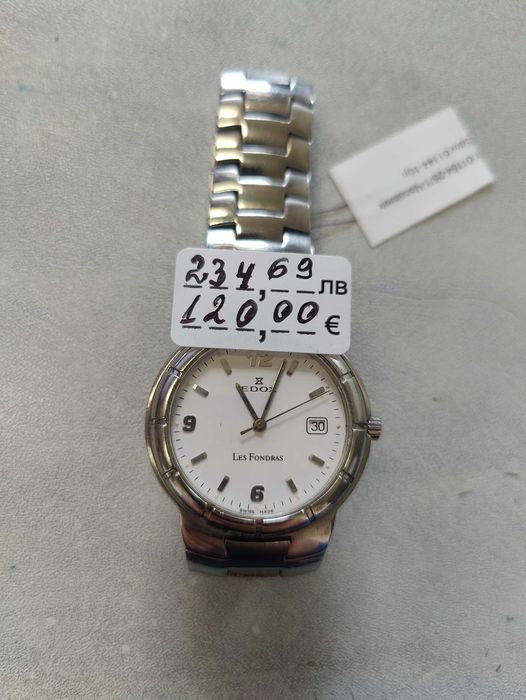 234,69 лв
120,00 €
12
EDOX
9
30
LES FONDRAS
6
SWISS MADE